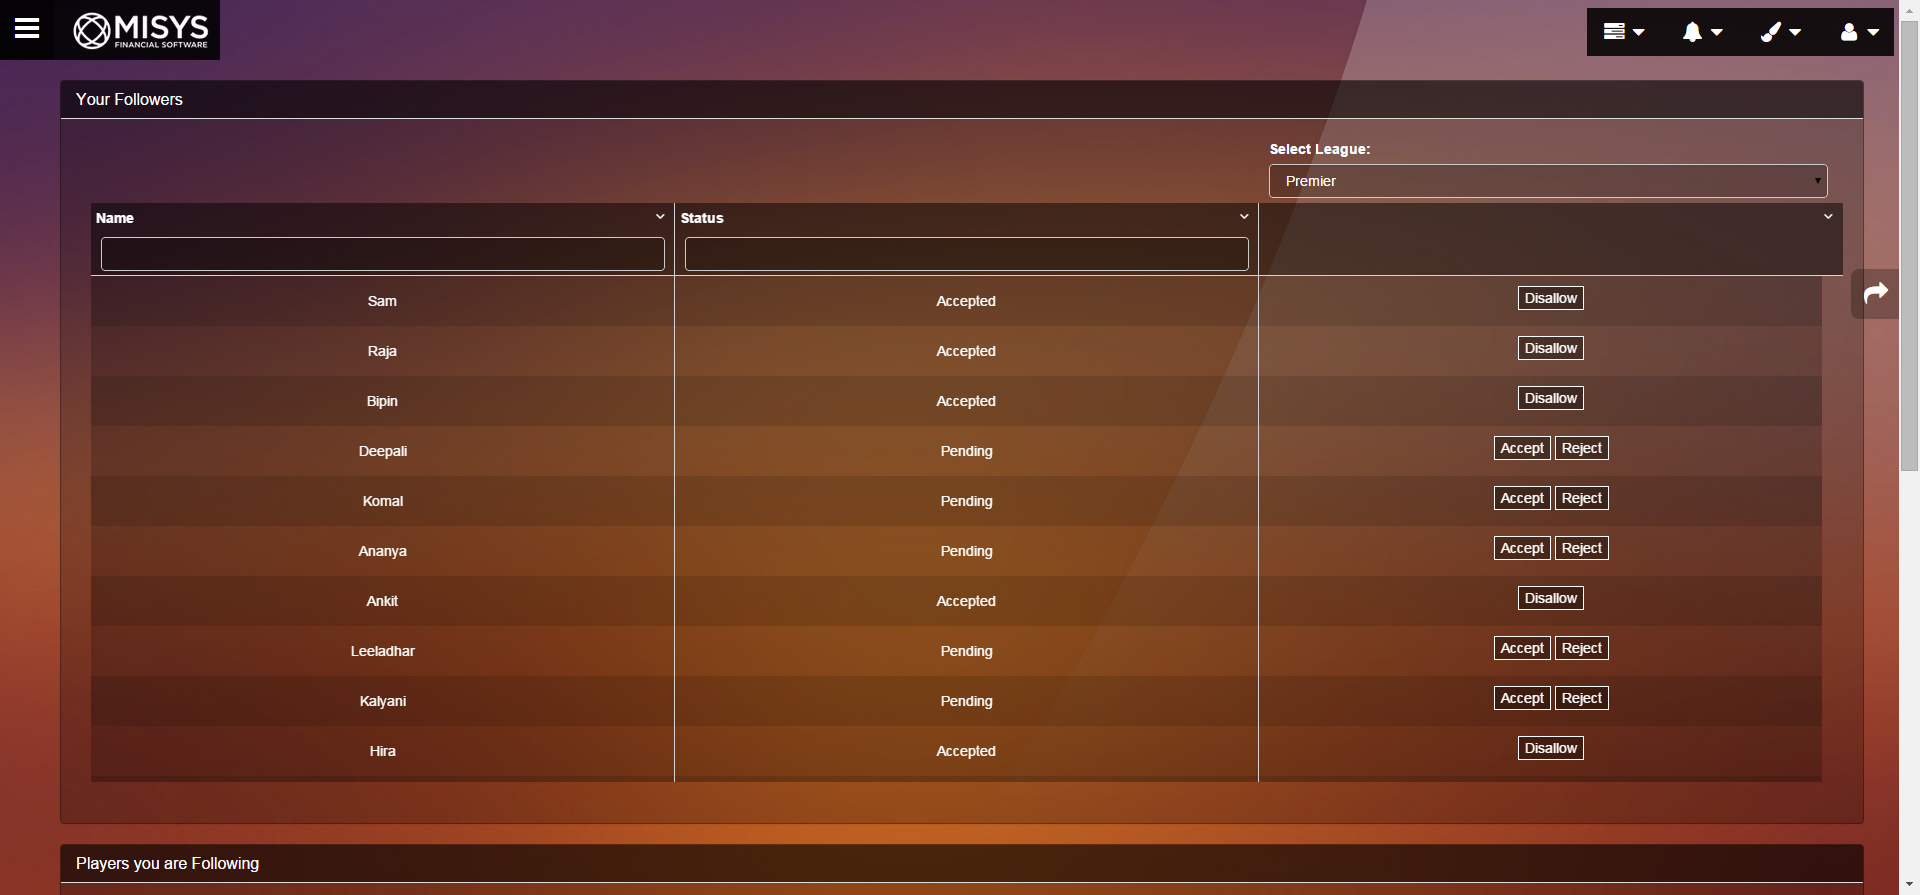 MISYS
FINANCIAL SOFTWARE
Your Followers
Select League:
Premier
Name Status
Sam Accepted Disallow
Raja Accepted Disallow
Bipin Accepted Disallow
Deepali Pending Accept Reject
Komal Pending Accept Reject
Ananya Pending Accept Reject
Ankit Accepted Disallow
Leeladhar Pending Accept Reject
Kalyani Pending Accept Reject
Hira Accepted Disallow
Players you are Following